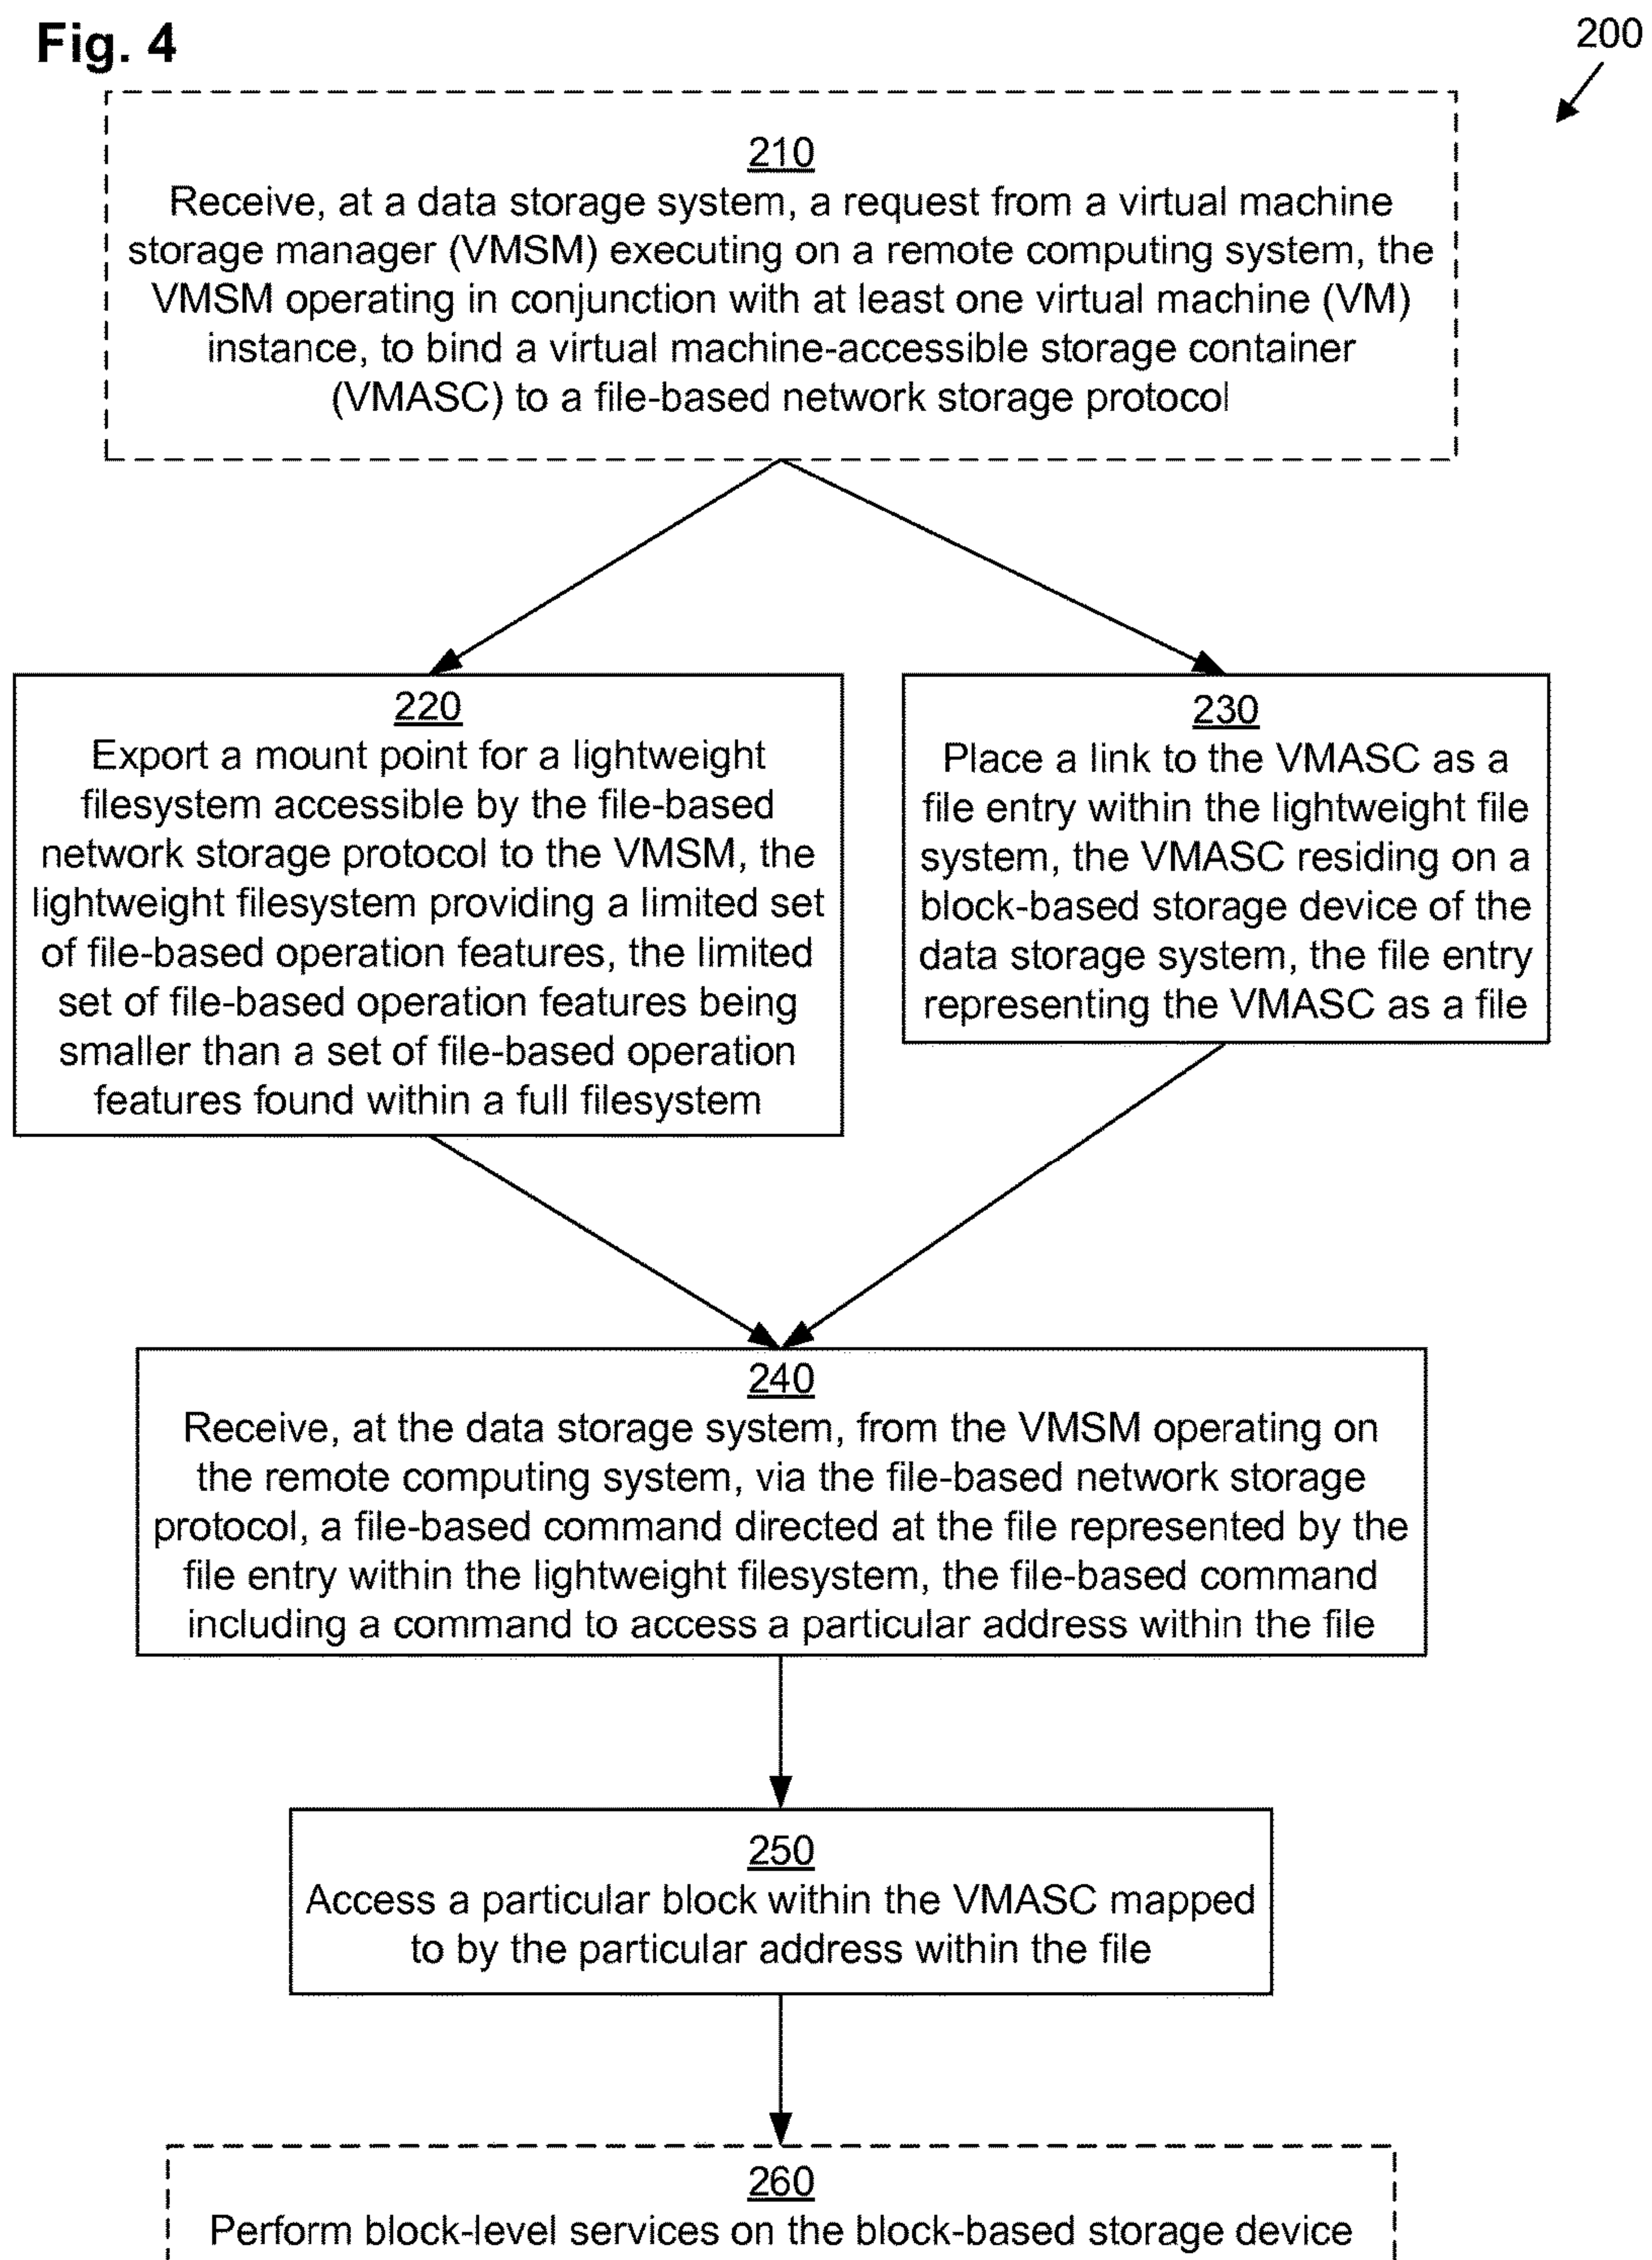 Fig. 4
200
210
Receive, at a data storage system, a request from a virtual machine
storage manager (VMSM) executing on a remote computing system, the
VMSM operating in conjunction with at least one virtual machine (VM)
instance, to bind a virtual machine-accessible storage container
(VMASC) to a file-based network storage protocol
220
Export a mount point for a lightweight
filesystem accessible by the file-based
network storage protocol to the VMSM, the
lightweight filesystem providing a limited set
of file-based operation features, the limited
set of file-based operation features being
smaller than a set of file-based operation
features found within a full filesystem
230
Place a link to the VMASC as a
file entry within the lightweight file
system, the VMASC residing on a
block-based storage device of the
data storage system, the file entry
representing the VMASC as a file
240
Receive, at the data storage system, from the VMSM operating on
the remote computing system, via the file-based network storage
protocol, a file-based command directed at the file represented by the
file entry within the lightweight filesystem, the file-based command
including a command to access a particular address within the file
250
Access a particular block within the VMASC mapped
to by the particular address within the file
260
Perform block-level services on the block-based storage device